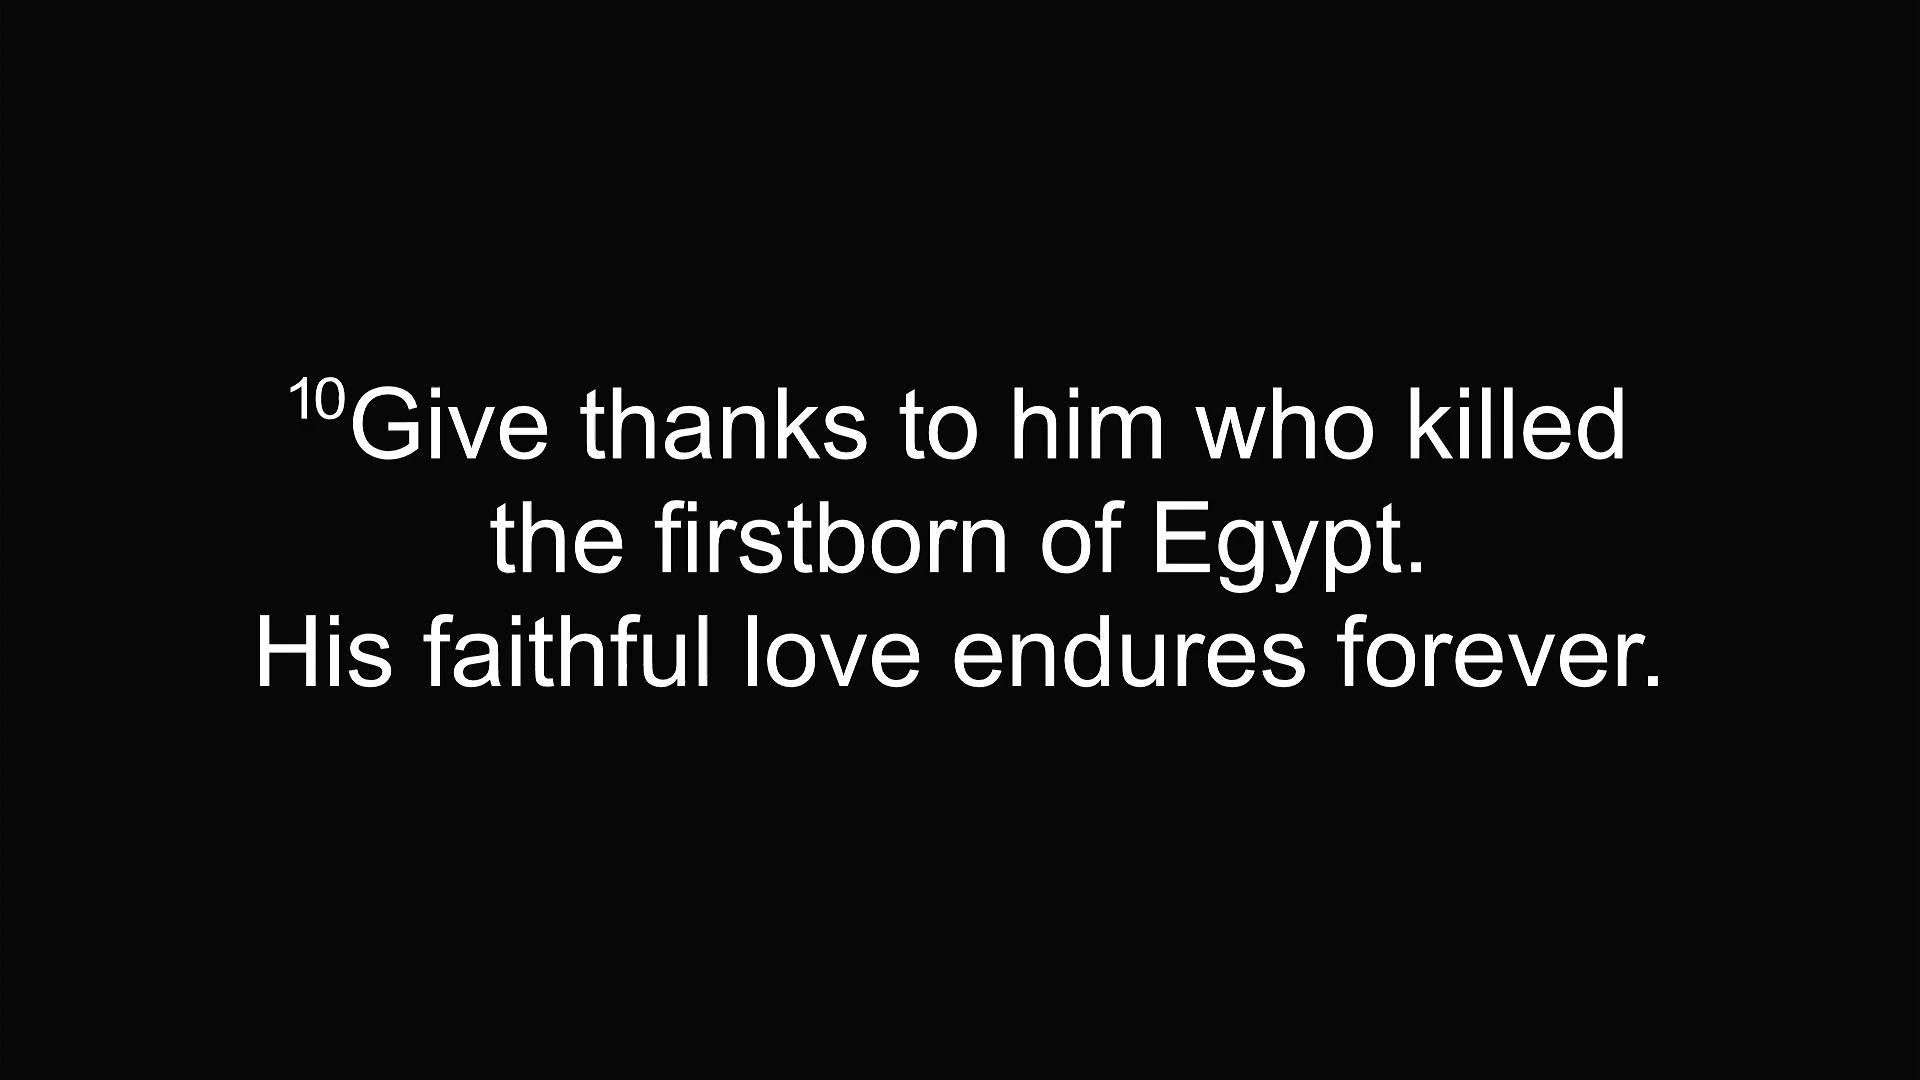 10Give thanks to him who killed
the firstborn of Egypt.
His faithful love endures forever.